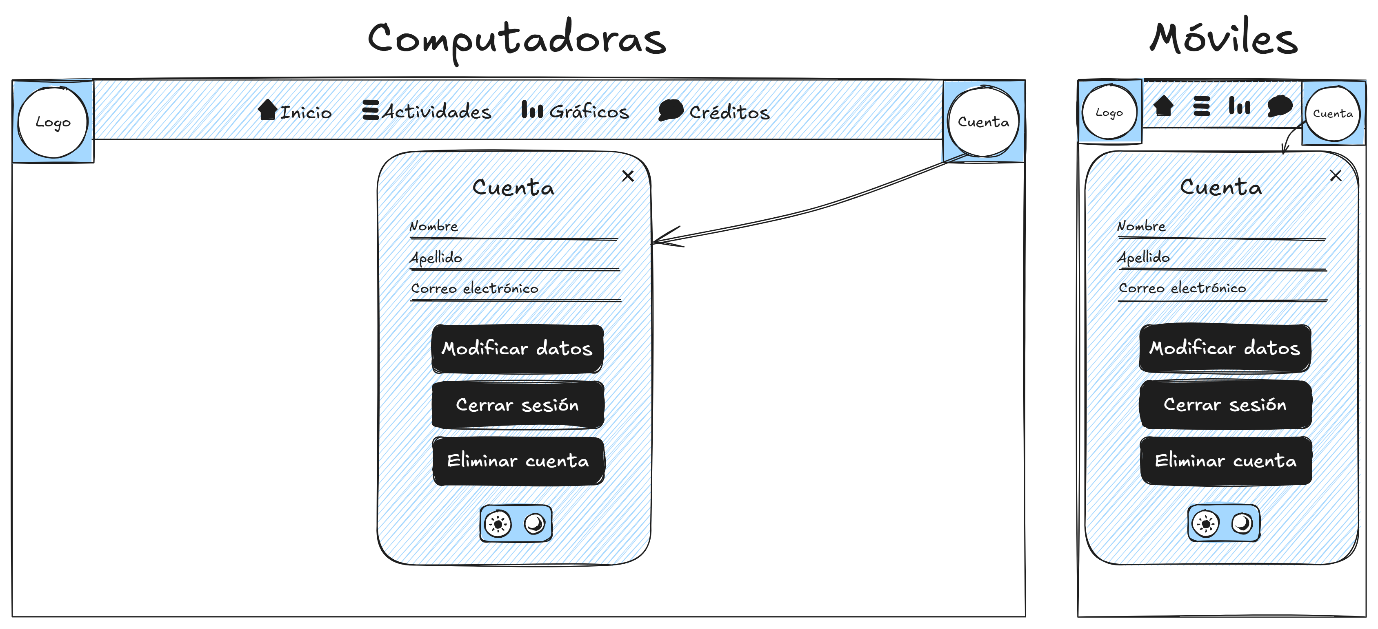 Computadoras
Logo
Inicio
Actividades
Gráficos
Créditos
Cuenta
Cuenta
Nombre
Apellido
Correo electrónico
Modificar datos
Cerrar sesión
Eliminar cuenta
Móviles
Logo
Cuenta
Cuenta
Nombre
Apellido
Correo electrónico
Modificar datos
Cerrar sesión
Eliminar cuenta